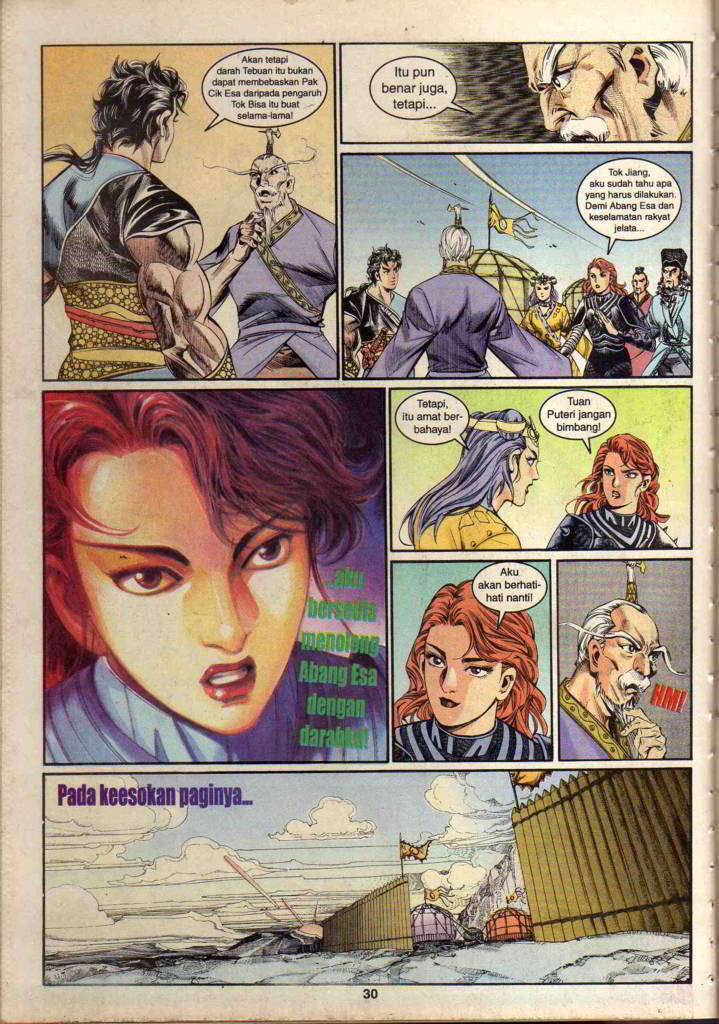 Akan tetapi
darah Tebuan itu bukan
dapat membebaskan Pak
Cik Esa daripada pengaruh
Tok Bisa itu buat
selama-lama!
Itu pun
benar juga,
tetapi...
Tok Jiang,
aku sudah tahu apa
yang harus dilakukan.
Demi Abang Esa dan
keselamatan rakyat
jelata...
...aku
bersedia
menolong
Abang Esa
dengan
darahku!
Tetapi,
itu amat ber-
bahaya!
Tuan
Puteri jangan
bimbang!
Aku
akan berhati-
hati nanti!
HM!
Pada keesokan paginya...
30